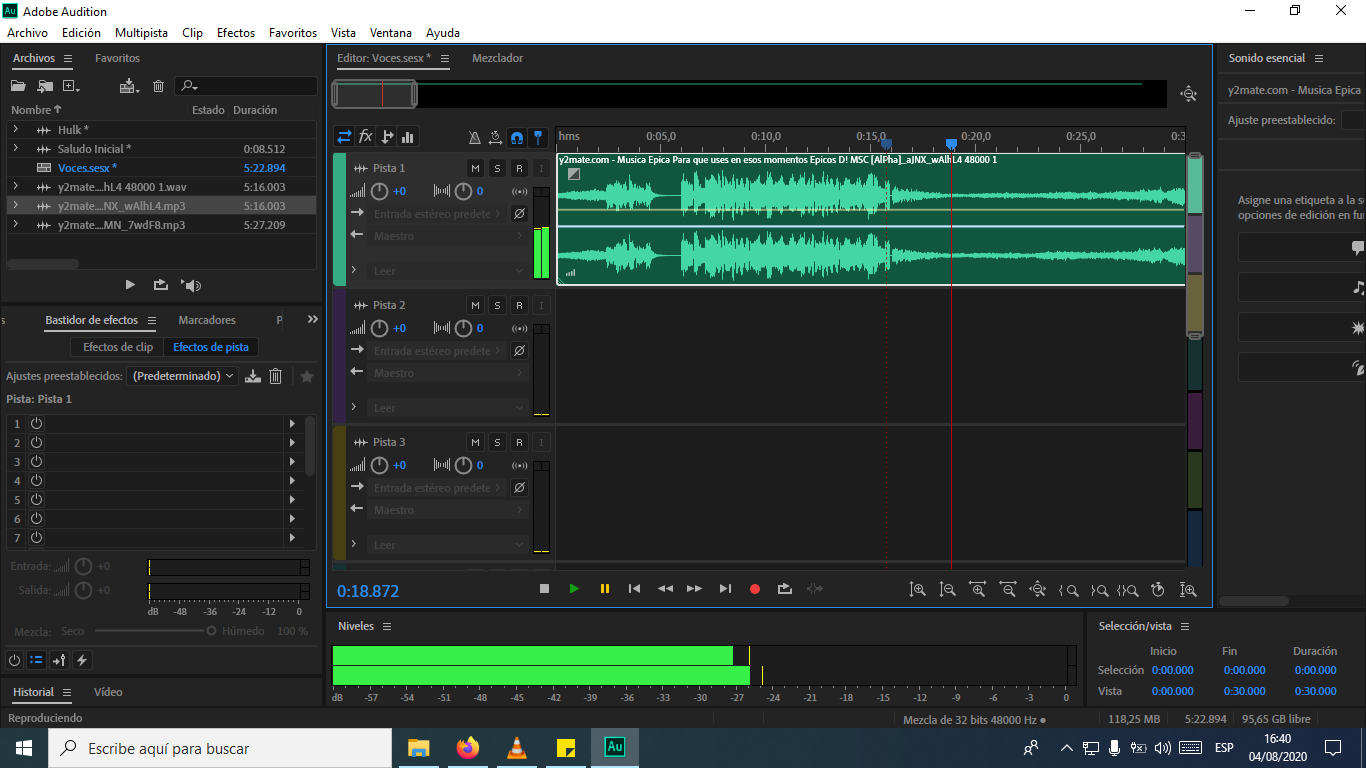 Au Adobe Audition
Archivo Edición Multipista Clip Efectos Favoritos Vista Ventana Ayuda
Archivos Favoritos
Nombre Estado Duración
Hulk *
Saludo Inicial * 0:08.512
Voces.sesx * 5:22.894
y2mate....hL4 48000 1.wav 5:16.003
y2mate....NX_wAlhL4.mp3 5:16.003
y2mate....MN_7wdF8.mp3 5:27.209
Bastidor de efectos Marcadores P
Efectos de clip Efectos de pista
Ajustes preestablecidos: (Predeterminado)
Pista: Pista 1
1
2
3
4
5
6
7
Entrada: +0
Salida: +0
dB -48 -36 -24 -12 0
Mezcla: Seco Húmedo 100 %
Historial Vídeo
Reproduciendo
Editor: Voces.sesx * Mezclador
fx
hms 0:05,0 0:10,0 0:15,0 0:20,0 0:25,0 0:3
Pista 1 M S R I
+0 0
Entrada estéreo predete
Maestro
Leer
y2mate.com - Musica Epica Para que uses en esos momentos Epicos D! MSC [AlPha]_aJNX_wAlhL4 48000 1
Pista 2 M S R I
+0 0
Entrada estéreo predete
Maestro
Leer
Pista 3 M S R I
+0 0
Entrada estéreo predete
Maestro
Leer
0:18.872
Niveles
dB -57 -54 -51 -48 -45 -42 -39 -36 -33 -30 -27 -24 -21 -18 -15 -12 -9 -6 -3 0
Sonido esencial
y2mate.com - Musica Epica
Ajuste preestablecido:
Asigne una etiqueta a la se
opciones de edición en fu
Selección/vista
Inicio Fin Duración
Selección 0:00.000 0:00.000 0:00.000
Vista 0:00.000 0:30.000 0:30.000
Mezcla de 32 bits 48000 Hz 118,25 MB 5:22.894 95,65 GB libre
Escribe aquí para buscar
Au
ESP
16:40
04/08/2020